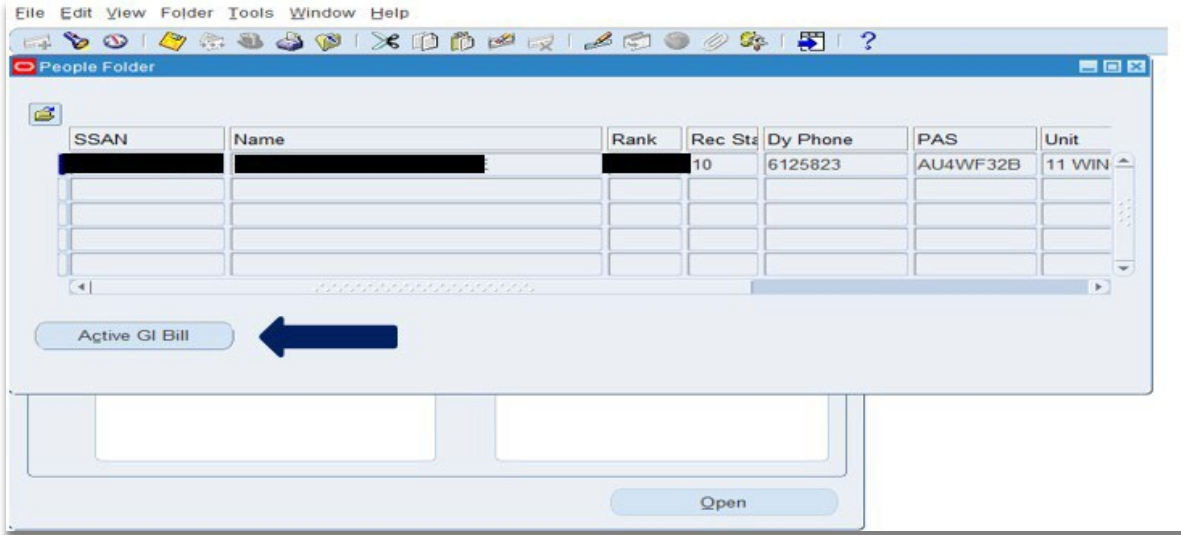 File Edit View Folder Tools Window Help
?
People Folder
SSAN Name Rank Rec Sta Dy Phone PAS Unit
10 6125823 AU4WF32B 11 WIN
Active GI Bill
Open